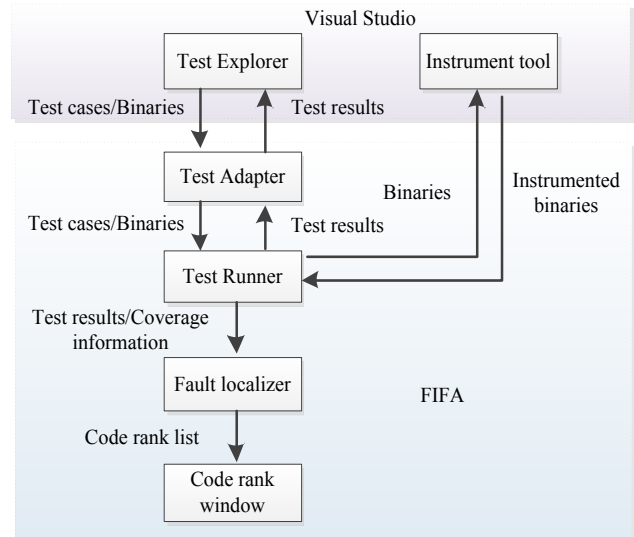 Visual Studio
Test Explorer
Instrument tool
Test cases/Binaries
Test results
Test Adapter
Binaries
Instrumented
binaries
Test cases/Binaries
Test results
Test Runner
Test results/Coverage
information
Fault localizer
FIFA
Code rank list
Code rank
window